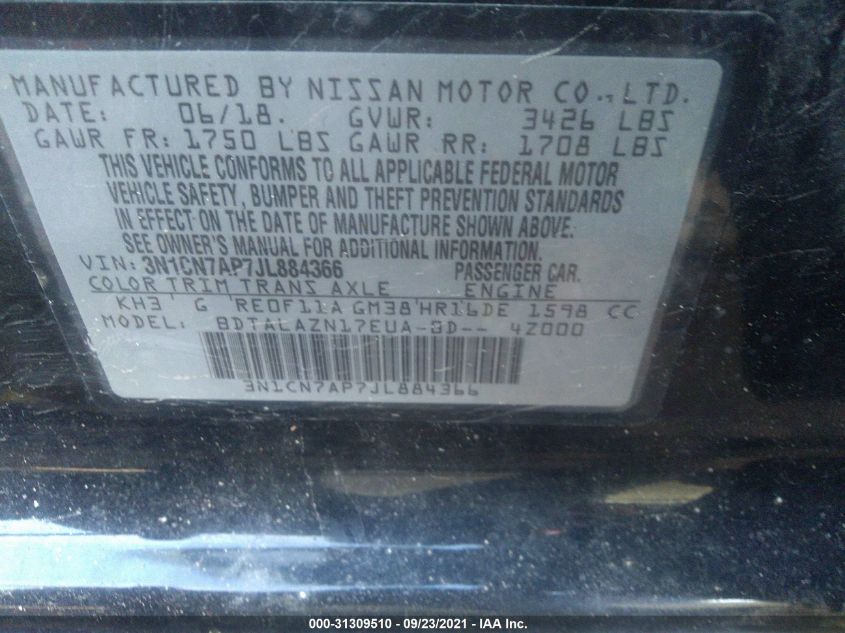 MANUFACTURED BY NISSAN MOTOR CO., LTD.
DATE: 06/18. GVWR: 3426 LBS
GAWR FR: 1750 LBS GAWR RR: 1708 LBS
THIS VEHICLE CONFORMS TO ALL APPLICABLE FEDERAL MOTOR
VEHICLE SAFETY, BUMPER AND THEFT PREVENTION STANDARDS
IN EFFECT ON THE DATE OF MANUFACTURE SHOWN ABOVE.
SEE OWNER'S MANUAL FOR ADDITIONAL INFORMATION.
VIN: 3N1CN7AP7JL884366 PASSENGER CAR.
COLOR TRIM TRANS AXLE ENGINE
KH3 G RE0F11A GM38 HR16DE 1598 CC
MODEL: 4Z000
3N1CN7AP7JL884366
000-31309510 - 09/23/2021 - IAA Inc.